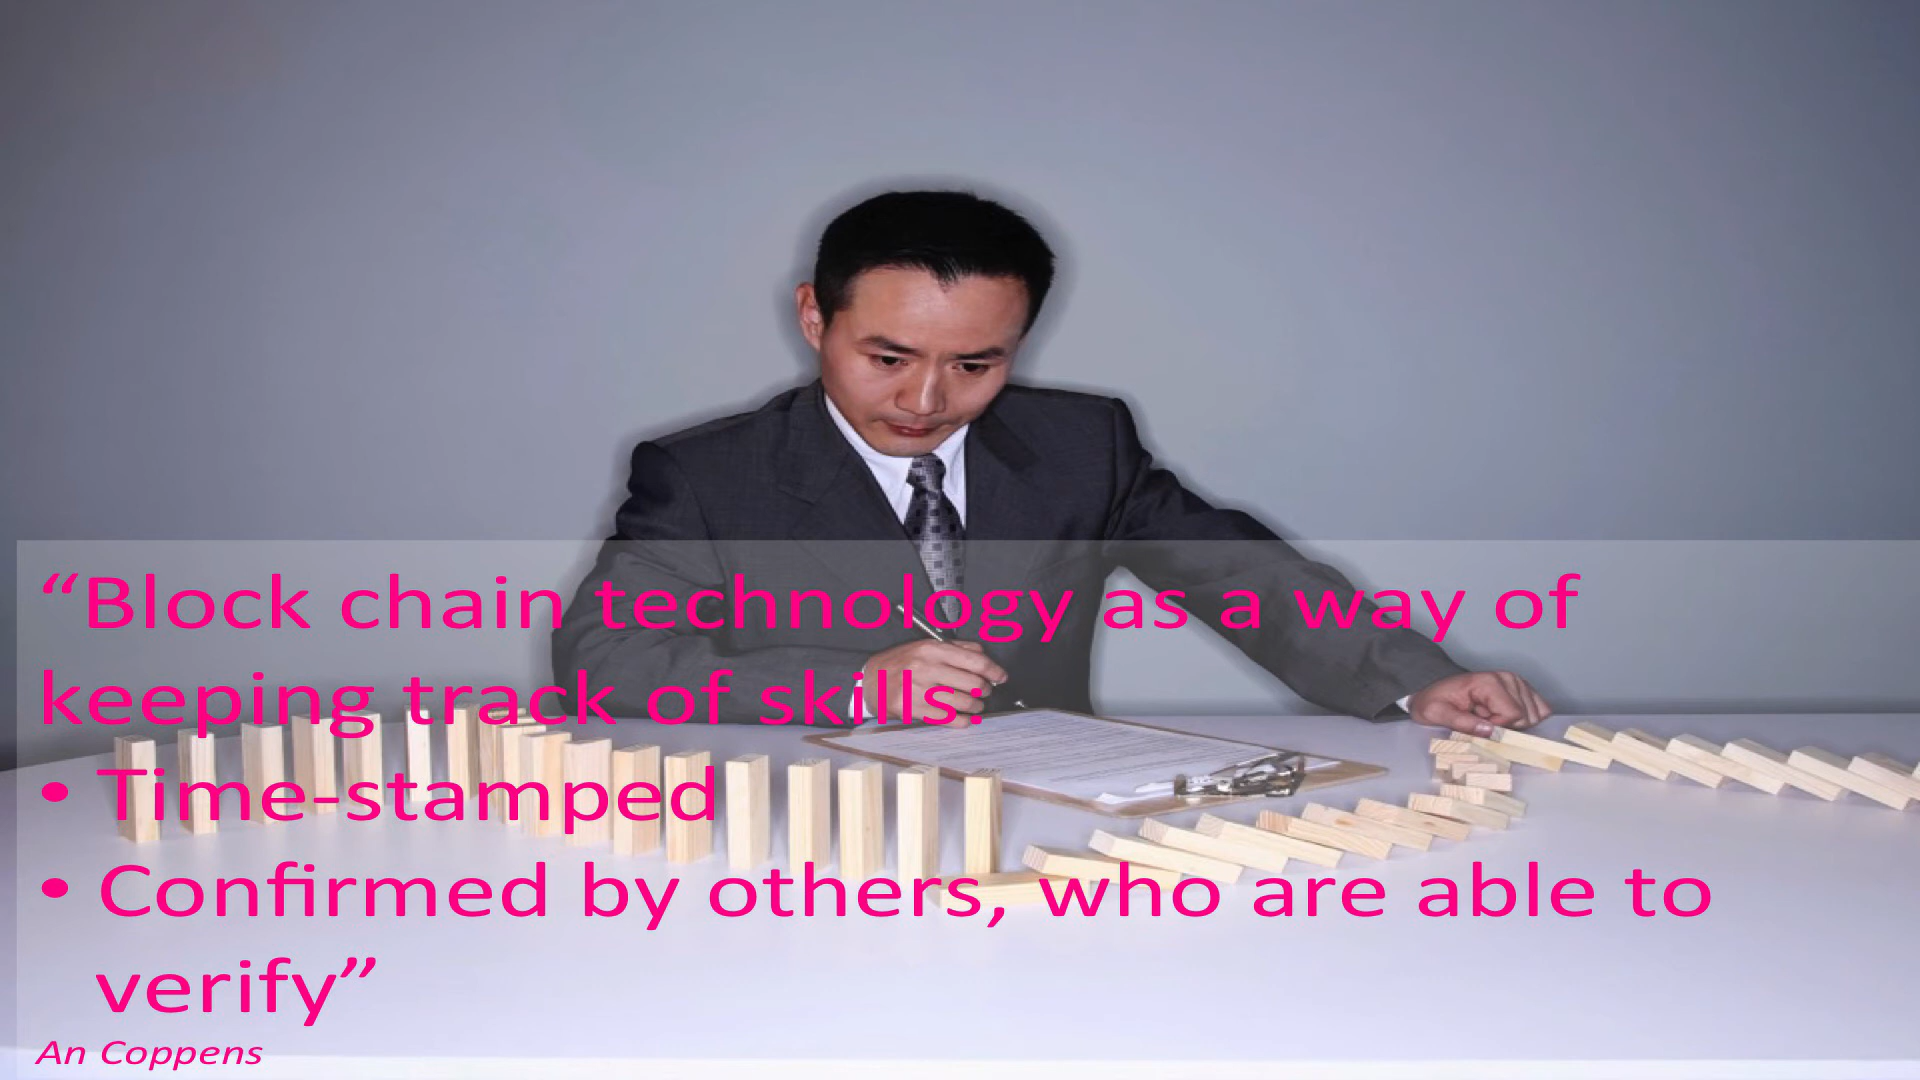 “Block chain technology as a way of
keeping track of skills:
• Time-stamped
• Confirmed by others, who are able to
verify”
An Coppens